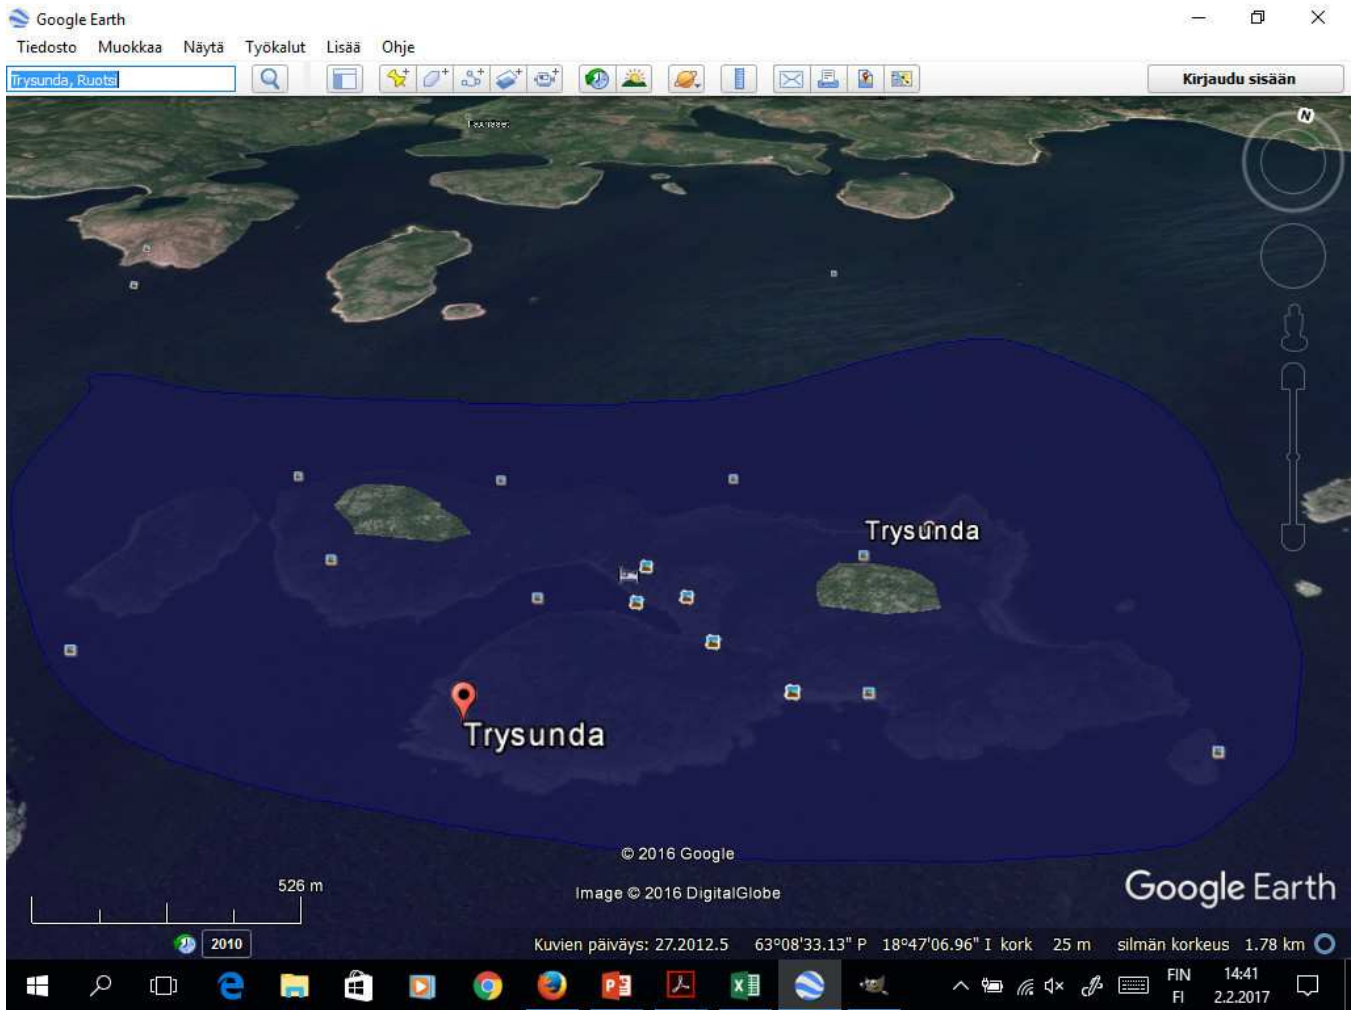 Google Earth
Tiedosto Muokkaa Näytä Työkalut Lisää Ohje
Trysunda, Ruotsi
Kirjaudu sisään
N
Trysunda
Trysunda
© 2016 Google
526 m
Image © 2016 DigitalGlobe
Google Earth
2010
Kuvien päiväys: 27.2012.5 63°08'33.13" P 18°47'06.96" I kork 25 m silmän korkeus 1.78 km
FIN
FI
14:41
2.2.2017